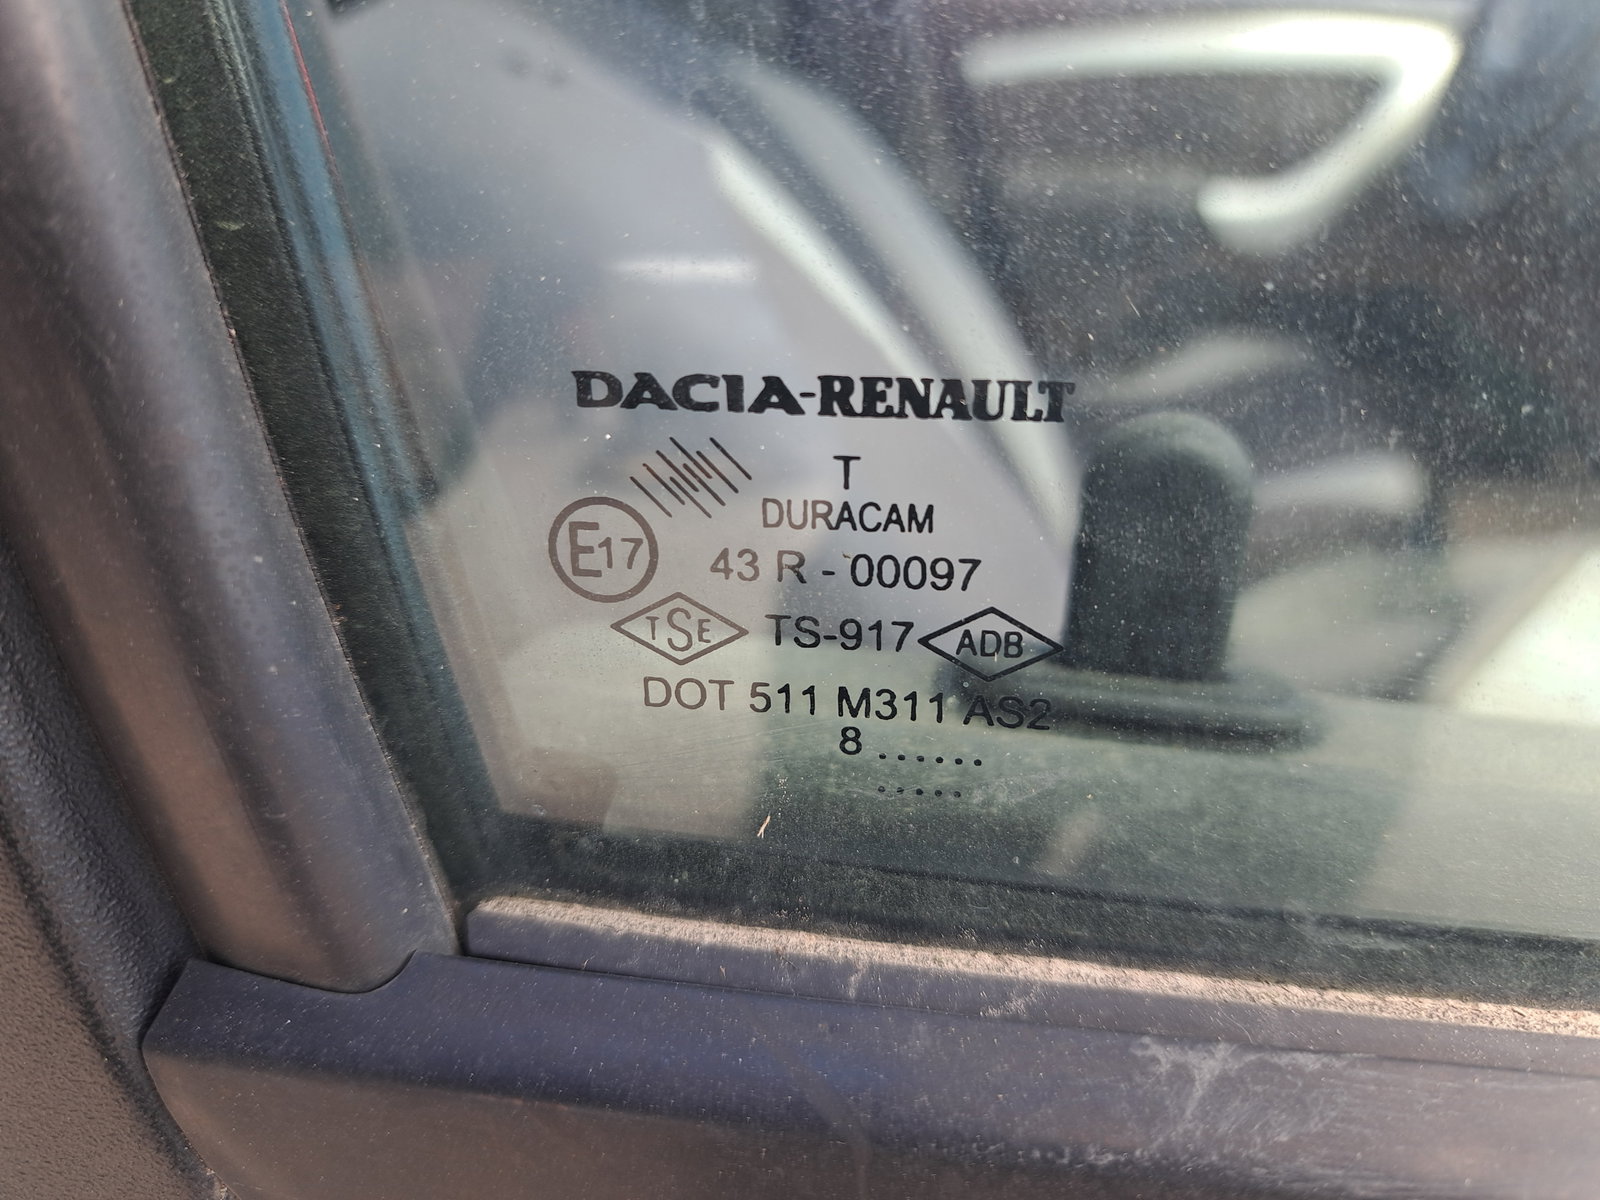 DACIA-RENAULT
T
DURACAM
E17
43 R - 00097
TSE TS-917 ADB
DOT 511 M311 AS2
8 ......
.....